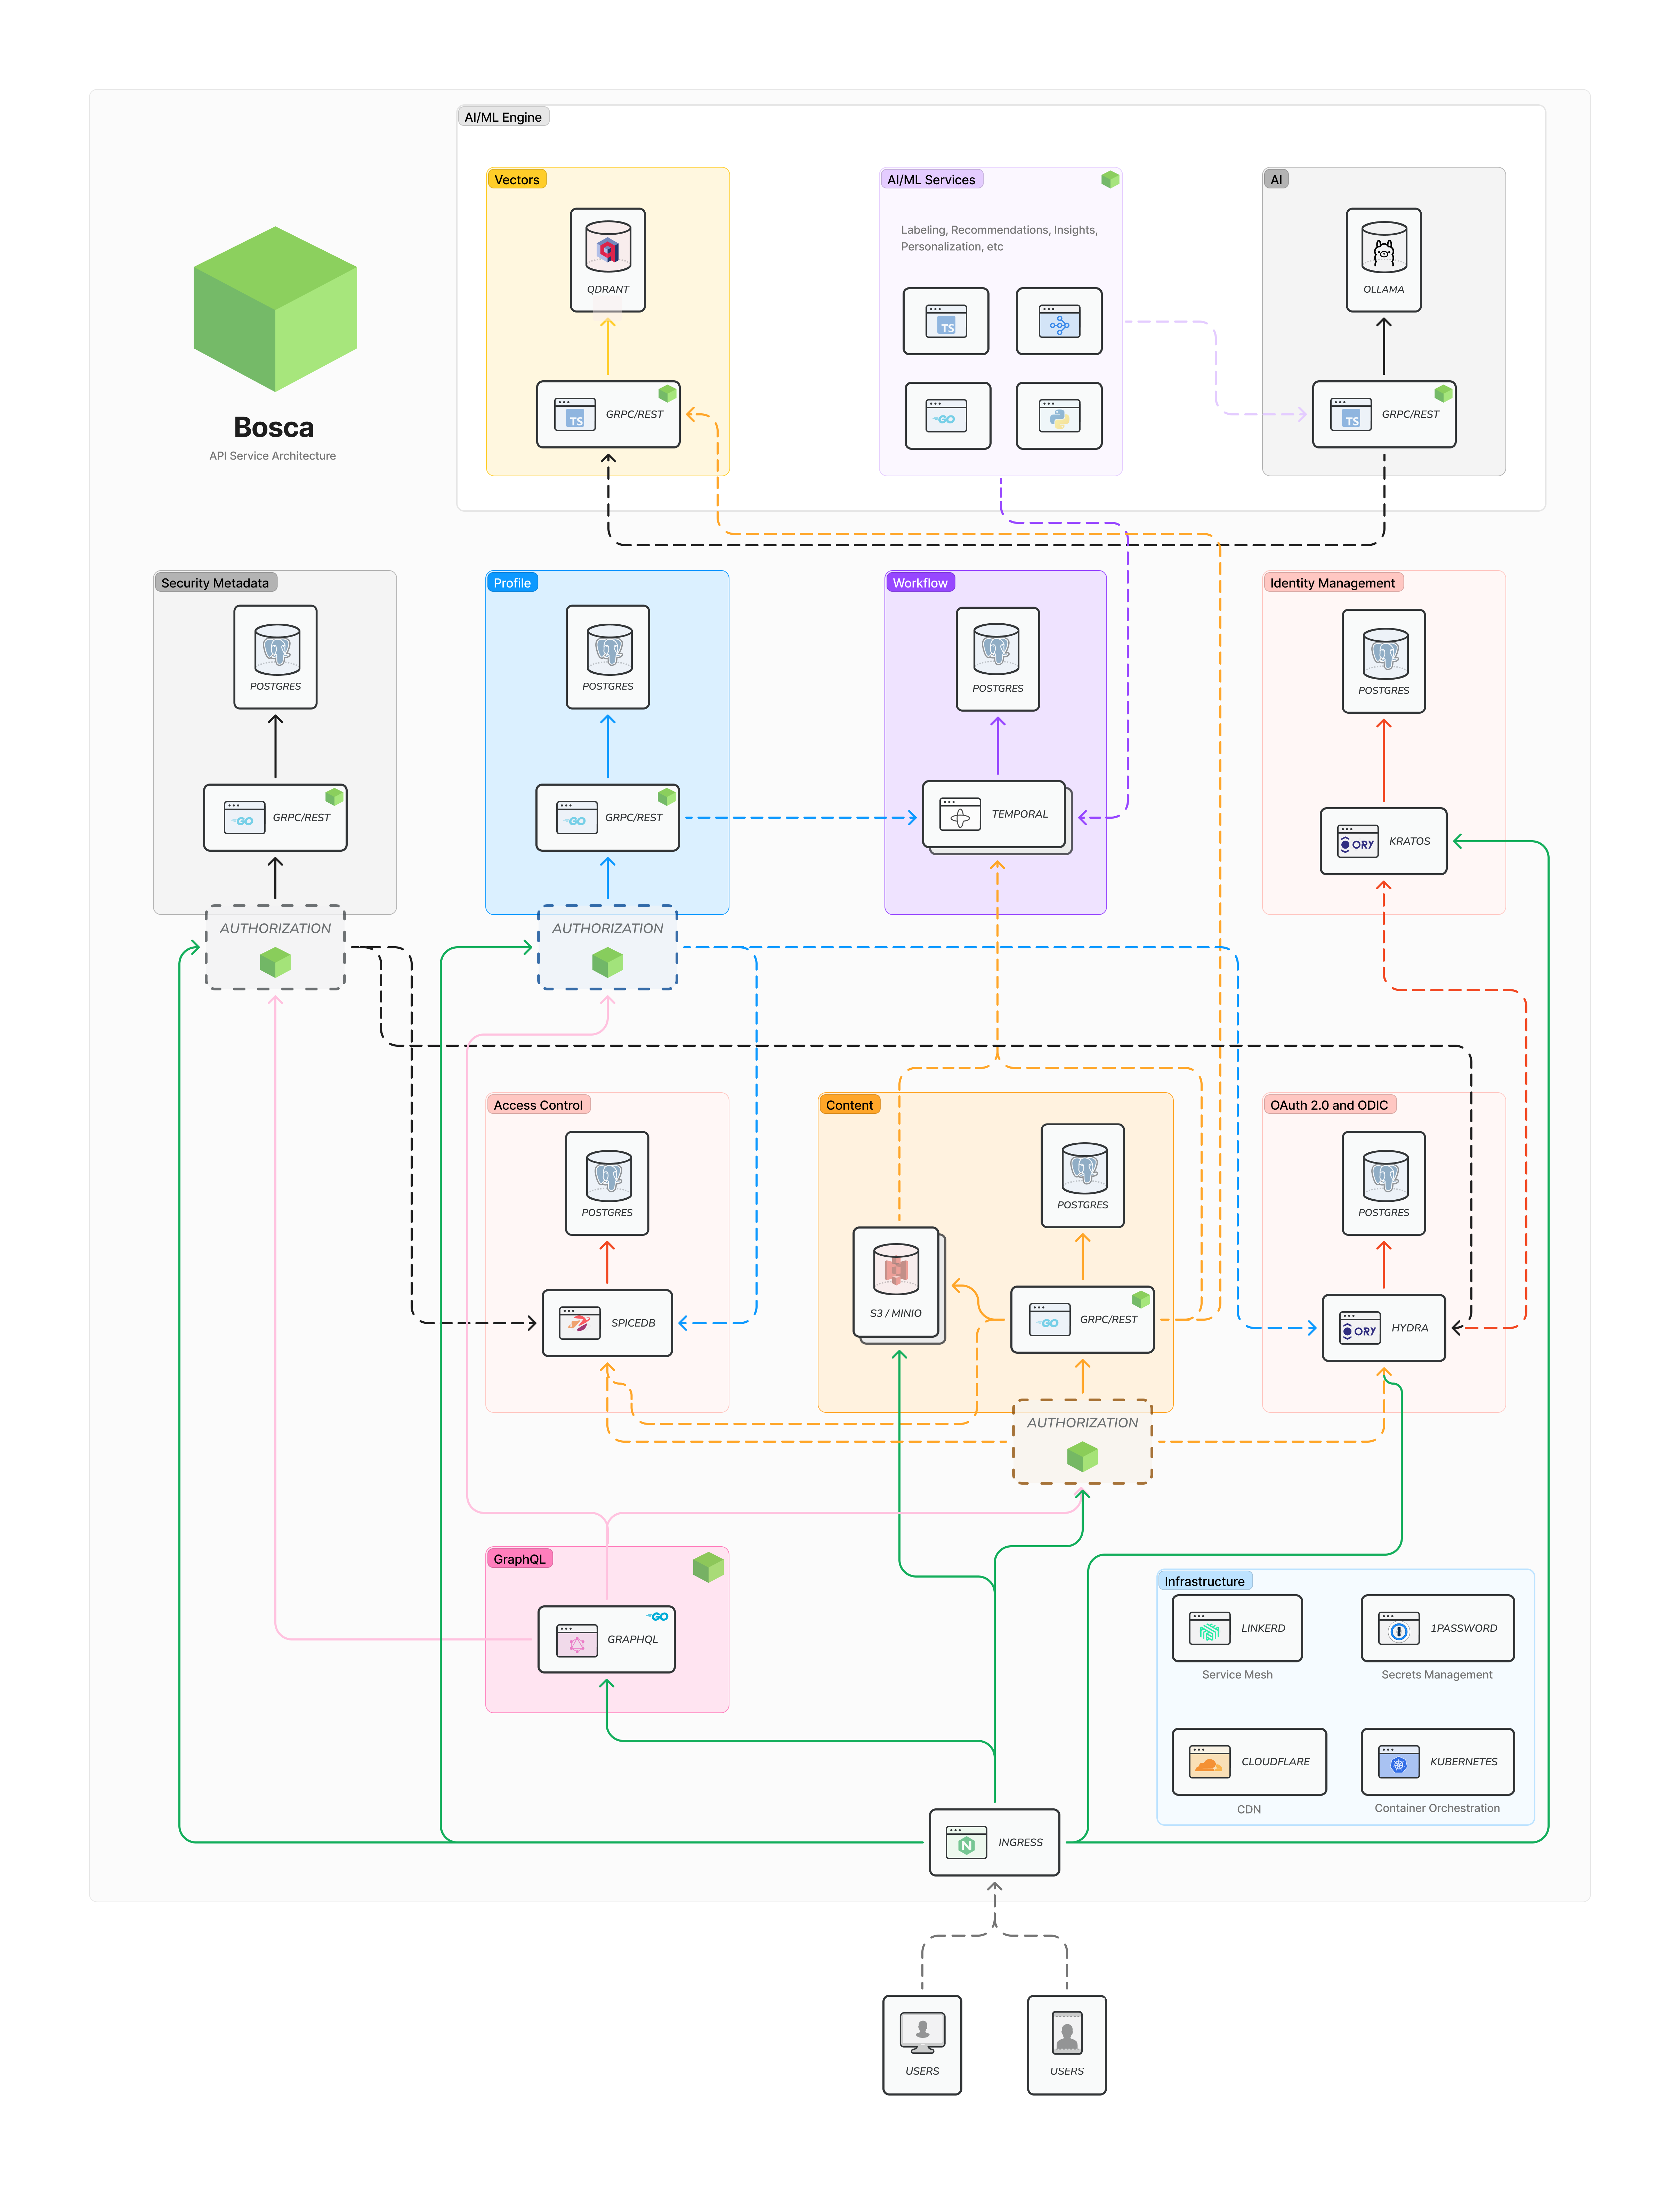 AI/ML Engine
Vectors
QDRANT
TS
GRPC/REST
AI/ML Services
Labeling, Recommendations, Insights,
Personalization, etc
TS
GO
AI
OLLAMA
TS
GRPC/REST
Bosca
API Service Architecture
Security Metadata
POSTGRES
GO
GRPC/REST
AUTHORIZATION
Profile
POSTGRES
GO
GRPC/REST
AUTHORIZATION
Workflow
POSTGRES
TEMPORAL
Identity Management
POSTGRES
ORY
KRATOS
Access Control
POSTGRES
SPICEDB
Content
POSTGRES
S3 / MINIO
GO
GRPC/REST
AUTHORIZATION
OAuth 2.0 and ODIC
POSTGRES
ORY
HYDRA
GraphQL
GO
GRAPHQL
Infrastructure
LINKERD
Service Mesh
1PASSWORD
Secrets Management
CLOUDFLARE
CDN
KUBERNETES
Container Orchestration
N
INGRESS
USERS
USERS